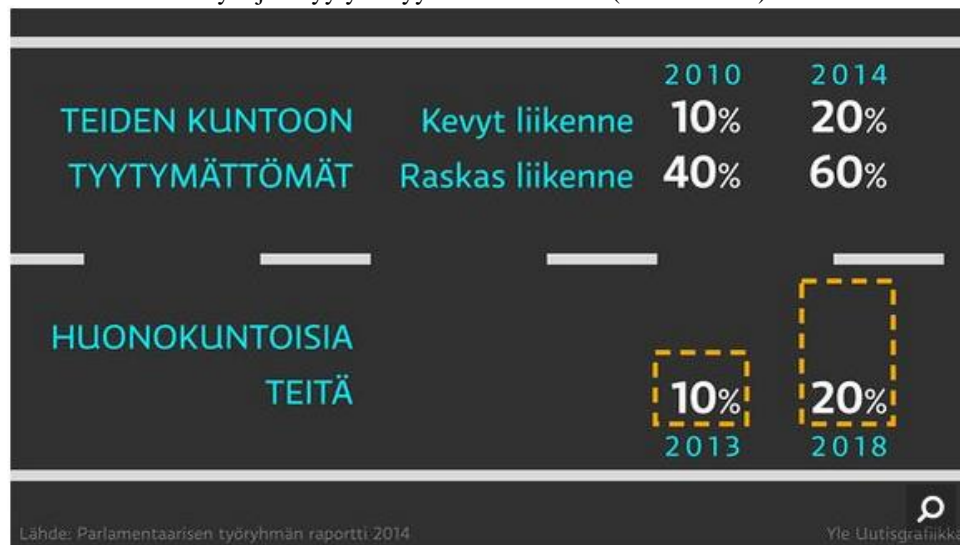 2010 2014
TEIDEN KUNTOON Kevyt liikenne 10% 20%
TYYTYMÄTTÖMÄT Raskas liikenne 40% 60%
HUONOKUNTOISIA
TEITÄ 10% 20%
2013 2018
Lähde: Parlamentaarisen työryhmän raportti 2014 Yle Uutisgrafiikka